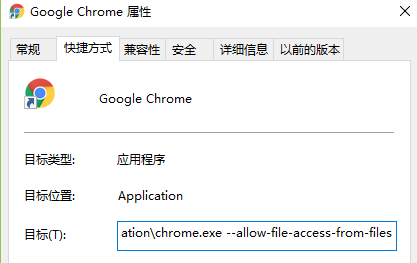 Google Chrome 属性
常规 快捷方式 兼容性 安全 详细信息 以前的版本
Google Chrome
目标类型: 应用程序
目标位置: Application
目标(T): ation\chrome.exe --allow-file-access-from-files